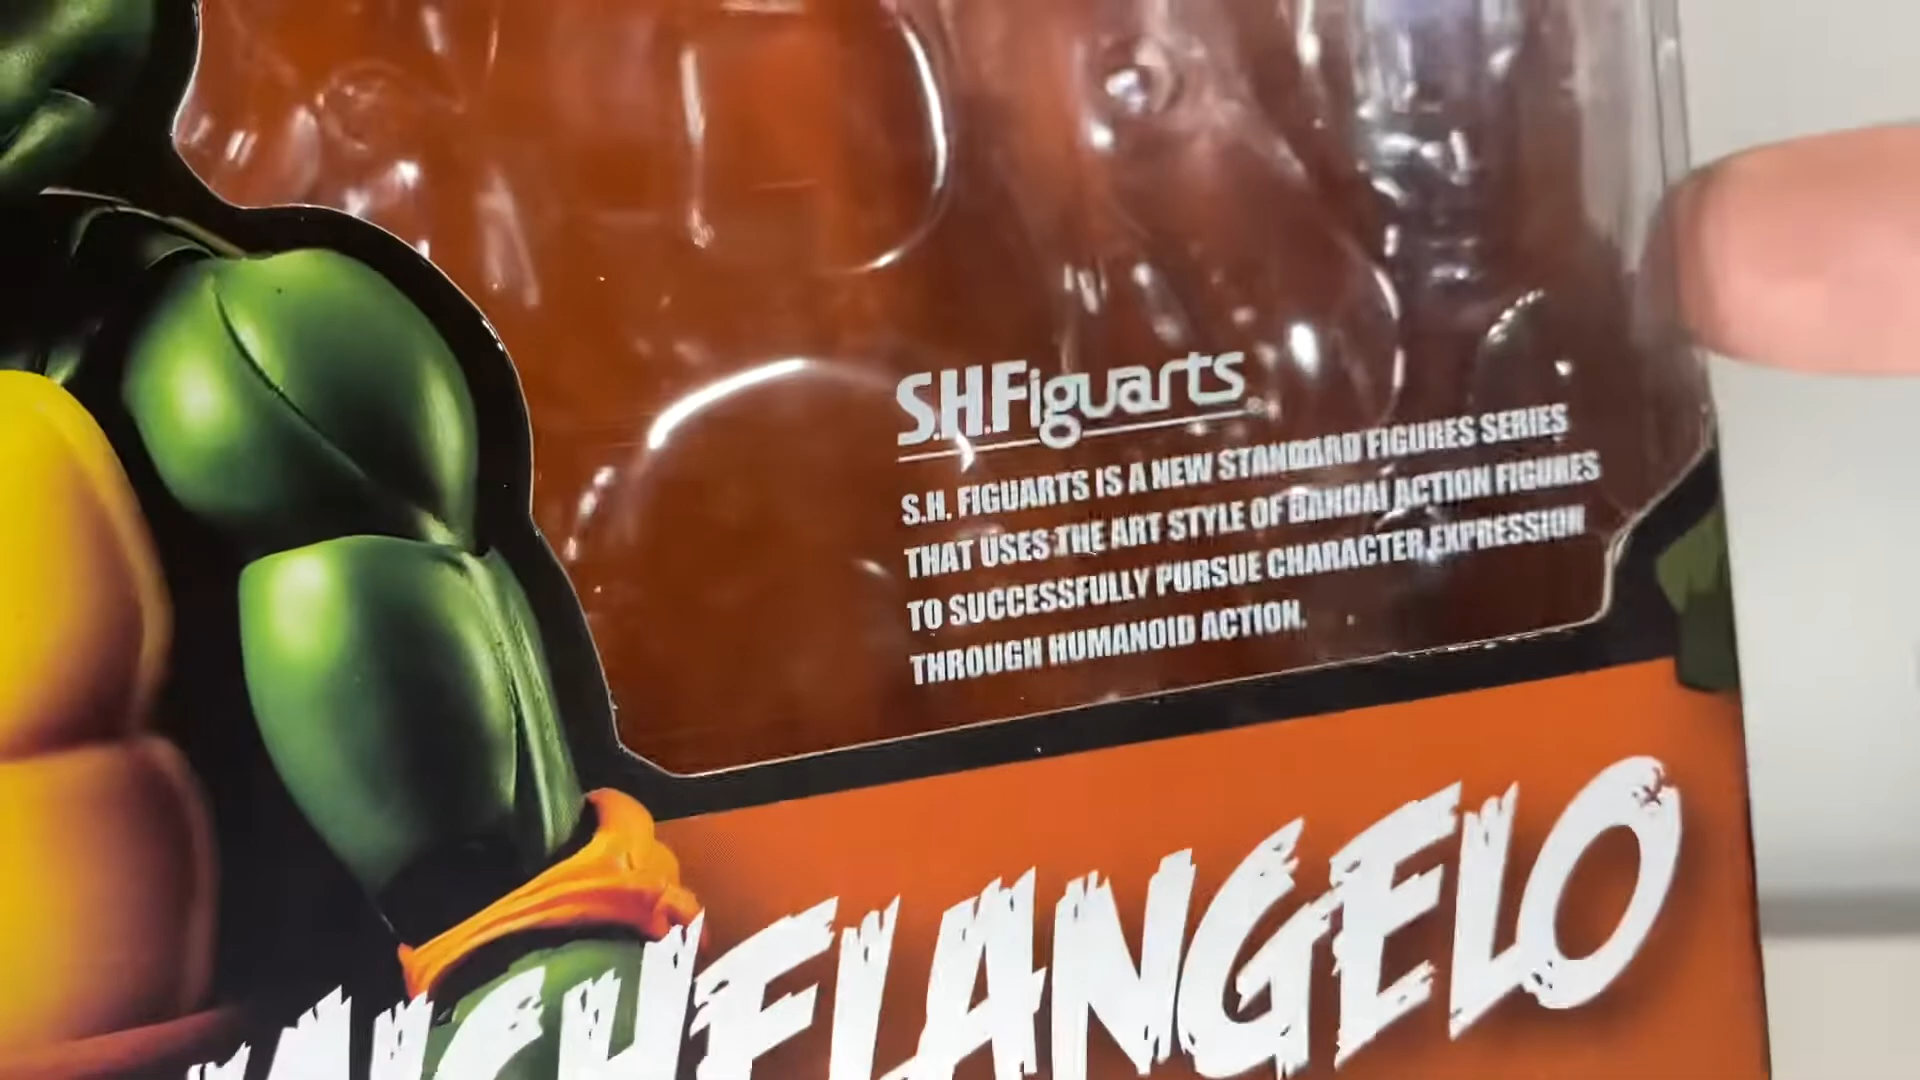 S.H.Figuarts
S.H. FIGUARTS IS A NEW STANDARD FIGURES SERIES
THAT USES THE ART STYLE OF BANDAI ACTION FIGURES
TO SUCCESSFULLY PURSUE CHARACTER EXPRESSION
THROUGH HUMANOID ACTION.
MICHELANGELO